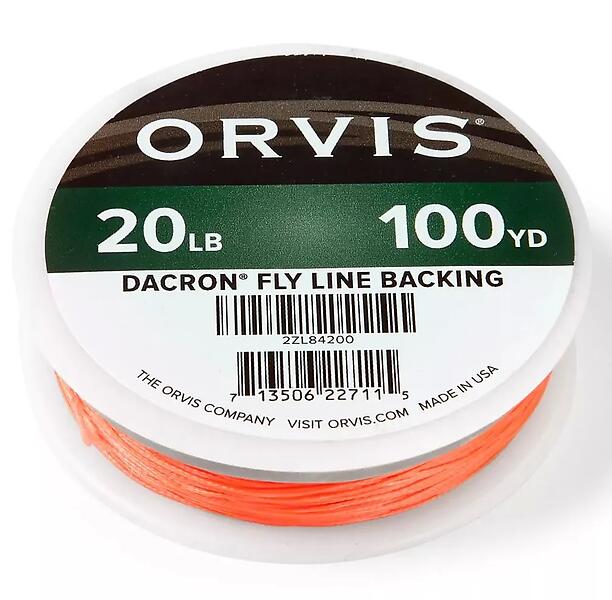 ORVIS®
20LB 100YD
DACRON® FLY LINE BACKING
2ZL84200
7 13506 22711 5
THE ORVIS COMPANY VISIT ORVIS.COM MADE IN USA